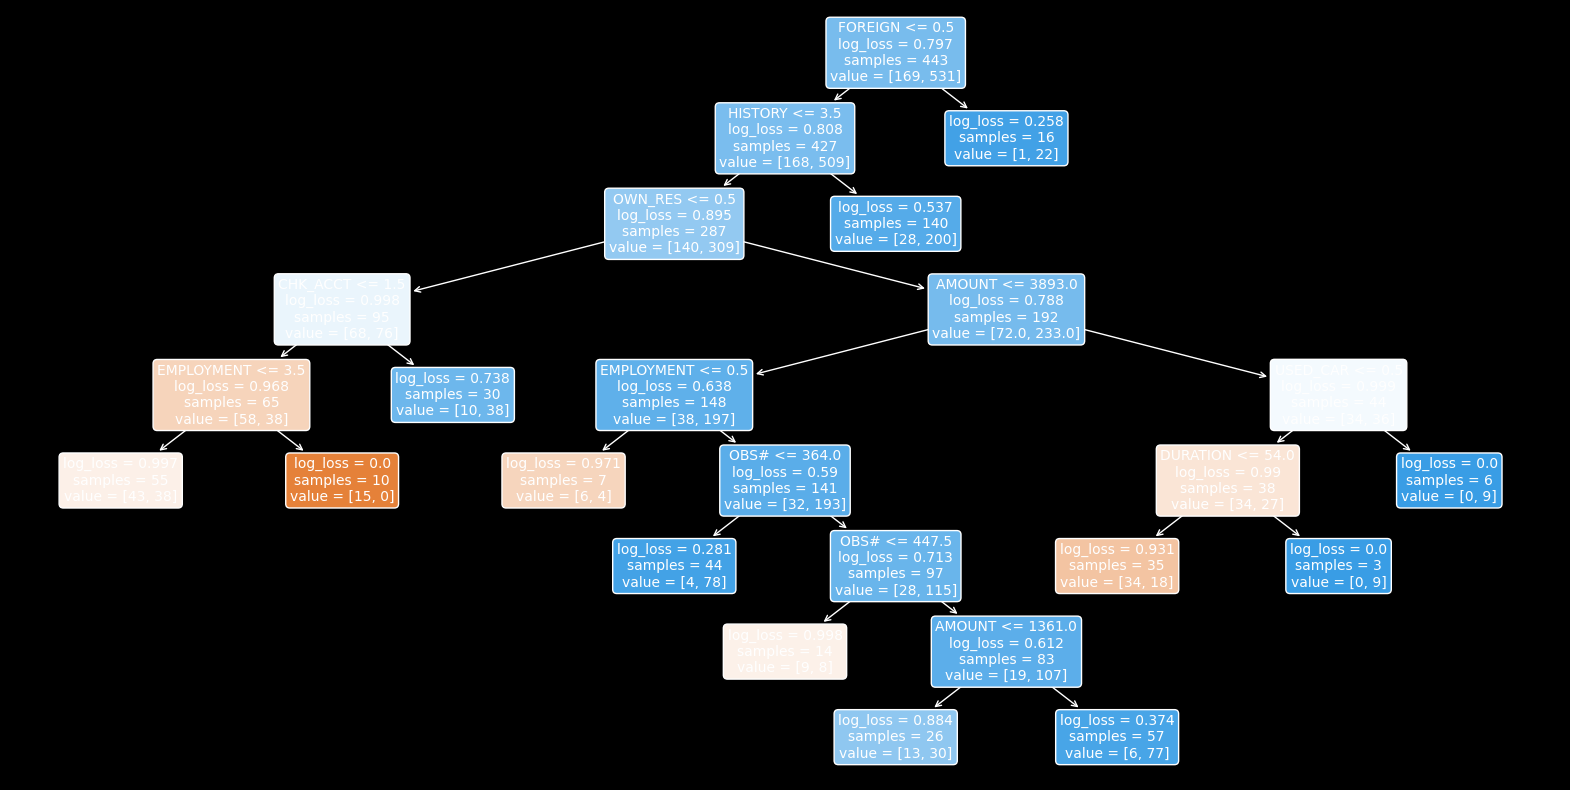 FOREIGN <= 0.5
log_loss = 0.797
samples = 443
value = [169, 531]
HISTORY <= 3.5
log_loss = 0.808
samples = 427
value = [168, 509]
log_loss = 0.258
samples = 16
value = [1, 22]
OWN_RES <= 0.5
log_loss = 0.895
samples = 287
value = [140, 309]
log_loss = 0.537
samples = 140
value = [28, 200]
CHK_ACCT <= 1.5
log_loss = 0.998
samples = 95
value = [68, 76]
AMOUNT <= 3893.0
log_loss = 0.788
samples = 192
value = [72.0, 233.0]
EMPLOYMENT <= 3.5
log_loss = 0.968
samples = 65
value = [58, 38]
log_loss = 0.738
samples = 30
value = [10, 38]
EMPLOYMENT <= 0.5
log_loss = 0.638
samples = 148
value = [38, 197]
USED_CAR <= 0.5
samples = 44
log_loss = 0.997
samples = 55
value = [43, 38]
log_loss = 0.0
samples = 10
value = [15, 0]
log_loss = 0.971
samples = 7
value = [6, 4]
OBS# <= 364.0
log_loss = 0.59
samples = 141
value = [32, 193]
DURATION <= 54.0
log_loss = 0.99
samples = 38
value = [34, 27]
log_loss = 0.0
samples = 6
value = [0, 9]
log_loss = 0.281
samples = 44
value = [4, 78]
OBS# <= 447.5
log_loss = 0.713
samples = 97
value = [28, 115]
log_loss = 0.931
samples = 35
value = [34, 18]
log_loss = 0.0
samples = 3
value = [0, 9]
log_loss = 0.998
samples = 14
value = [9, 8]
AMOUNT <= 1361.0
log_loss = 0.612
samples = 83
value = [19, 107]
log_loss = 0.884
samples = 26
value = [13, 30]
log_loss = 0.374
samples = 57
value = [6, 77]